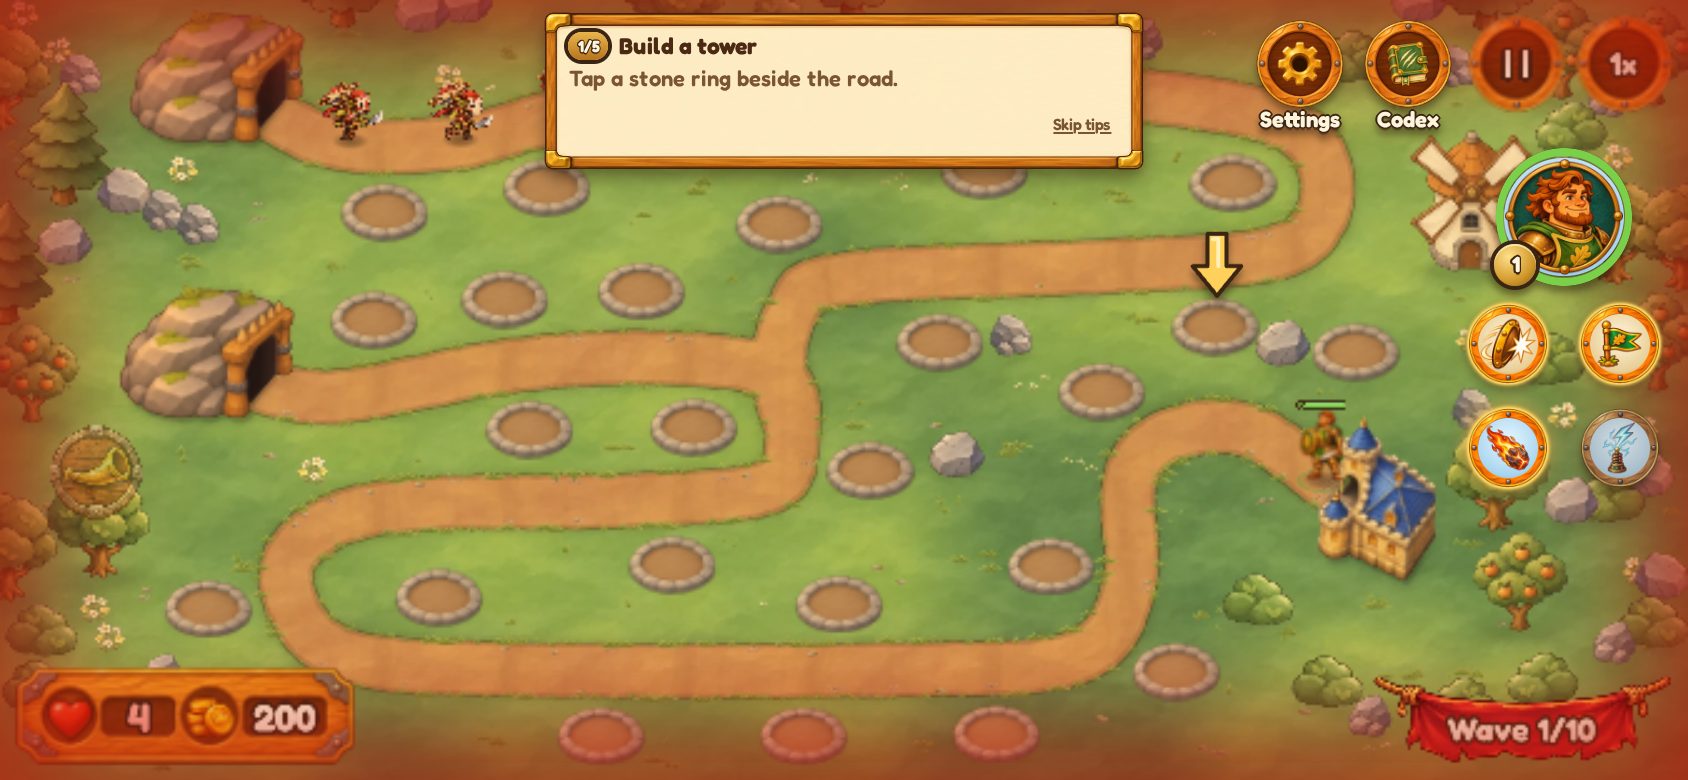 1/5 Build a tower
Tap a stone ring beside the road.
Skip tips
1x
Settings
Codex
1
4
200
Wave 1/10